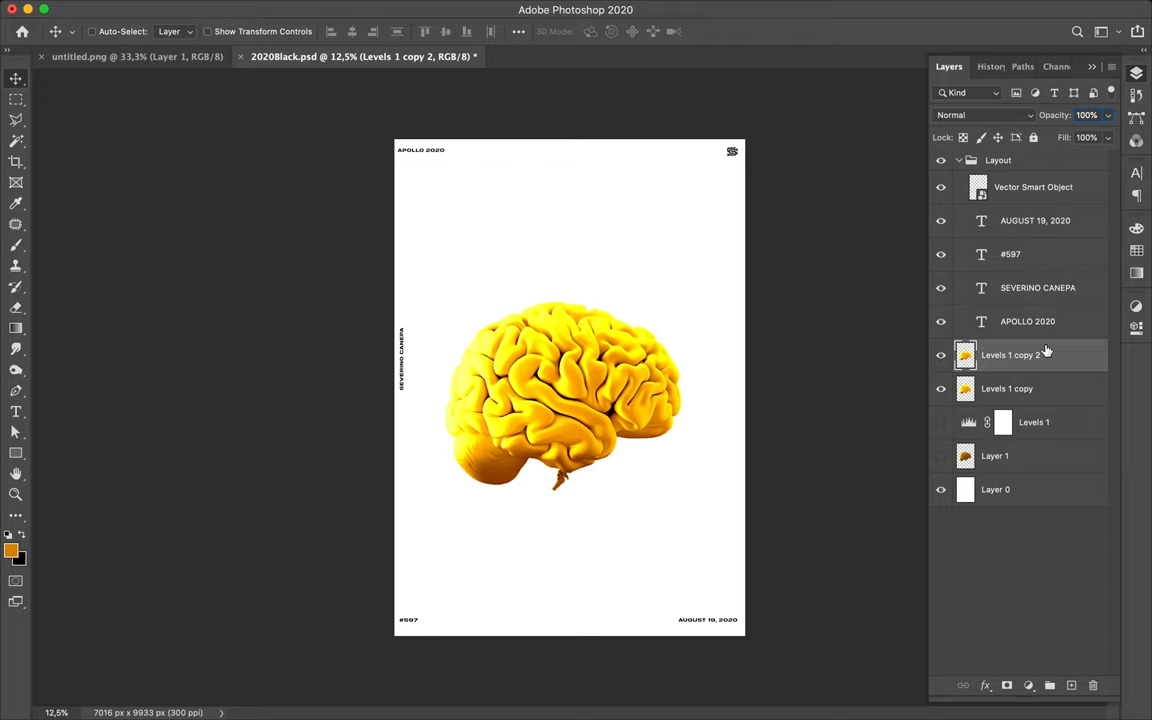 Adobe Photoshop 2020
Auto-Select: Layer Show Transform Controls 3D Mode:
untitled.png @ 33,3% (Layer 1, RGB/8) 2020Black.psd @ 12,5% (Levels 1 copy 2, RGB/8) *
Layers Histor Paths Chann
Kind
Normal Opacity: 100%
Lock: Fill: 100%
Layout
Vector Smart Object
AUGUST 19, 2020
#597
SEVERINO CANEPA
APOLLO 2020
Levels 1 copy 2
Levels 1 copy
Levels 1
Layer 1
Layer 0
APOLLO 2020
SEVERINO CANEPA
#597 AUGUST 19, 2020
12,5% 7016 px x 9933 px (300 ppi)